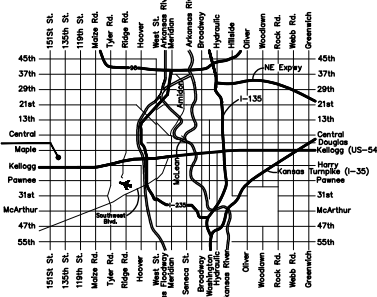 151St St.
135th St.
119th St.
Maize Rd.
Tyler Rd.
Ridge Rd.
Hoover
West St.
Arkansas Riv
Meridian
Arkansas Ri
Broadway
Hydraulic
Hillside
Oliver
Woodlawn
Rock Rd.
Webb Rd.
Greenwich
45th
37th
29th
21st
13th
Central
Maple
Kellogg
Pawnee
31st
McArthur
47th
55th
45th
37th
29th
21st
13th
Central
Douglas
Kellogg (US-54
Harry
Pawnee
31st
McArthur
47th
55th
NE Expwy
I-135
Amidon
McLean
Kansas Turnpike (I-35)
I-235
Southwest
Blvd.
151St St.
135th St.
119th St.
Maize Rd.
Tyler Rd.
Ridge Rd.
Hoover
West St.
s Floodway
Meridian
Seneca St.
Broadway
Washington
Hydraulic
kansas River
Oliver
Woodlawn
Rock Rd.
Webb Rd.
Greenwich